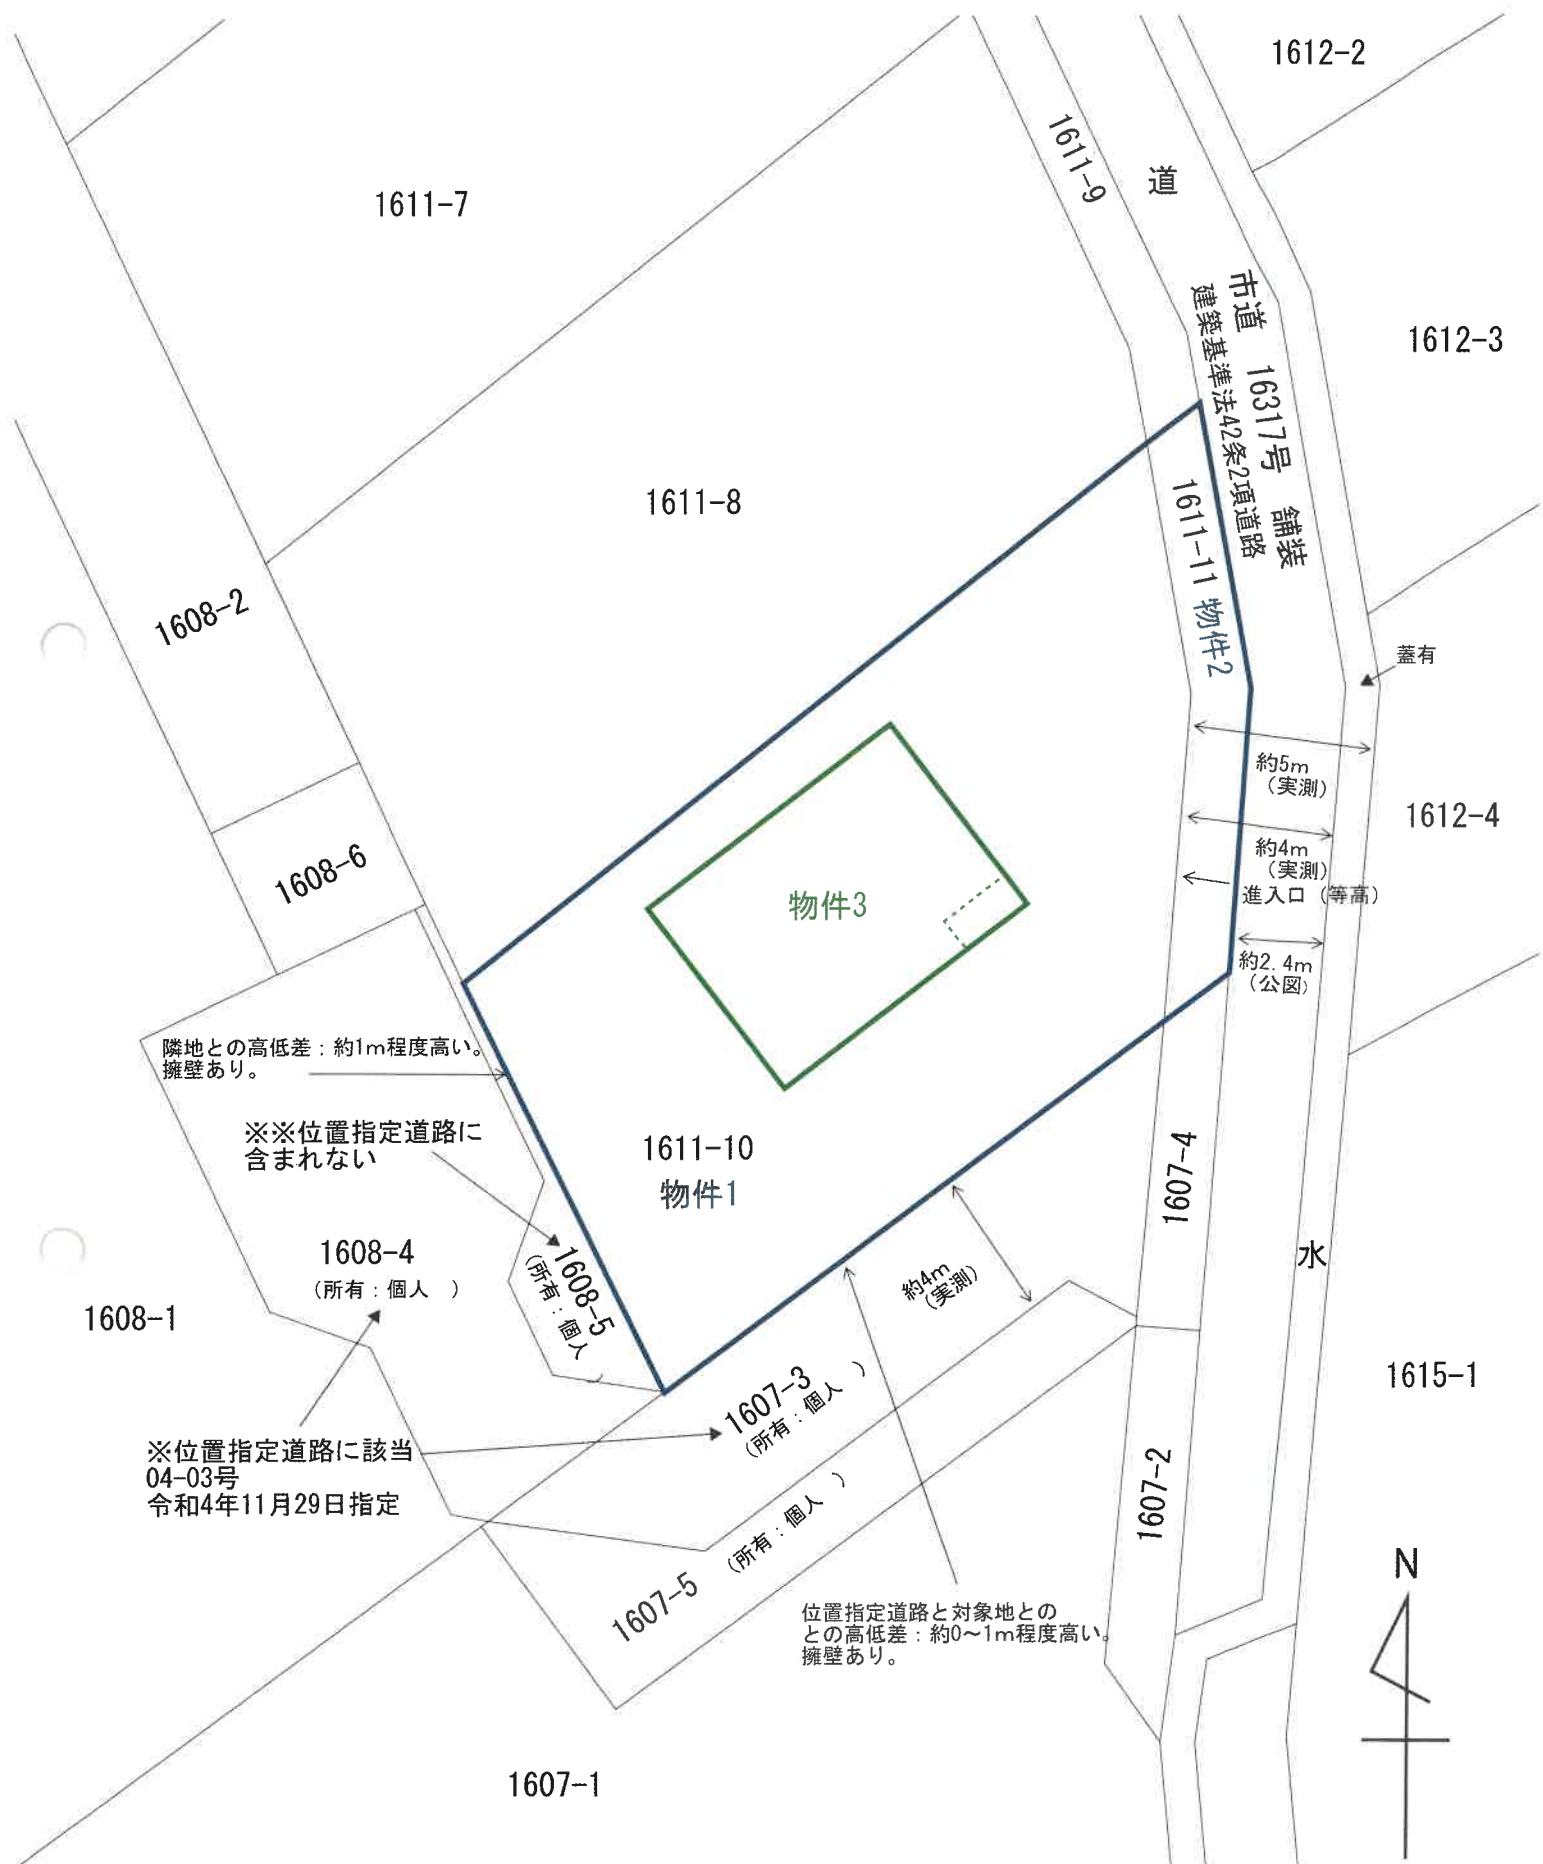 1612-2
1611-9
道
1611-7
市道 16317号 舗装
建築基準法42条2項道路
1612-3
1611-8
1611-11 物件2
1608-2
蓋有
約5m
(実測)
1612-4
約4m
(実測)
1608-6
物件3
進入口（等高）
約2.4m
(公図)
隣地との高低差：約1m程度高い。
擁壁あり。
※※位置指定道路に
含まれない
1611-10
物件1
1607-4
1608-4
(所有：個人 )
1608-5
(所有：個人 )
水
約4m
(実測)
1608-1
1607-3
(所有：個人 )
1615-1
※位置指定道路に該当
04-03号
令和4年11月29日指定
1607-2
1607-5 (所有：個人 )
N
位置指定道路と対象地との
との高低差：約0～1m程度高い。
擁壁あり。
1607-1